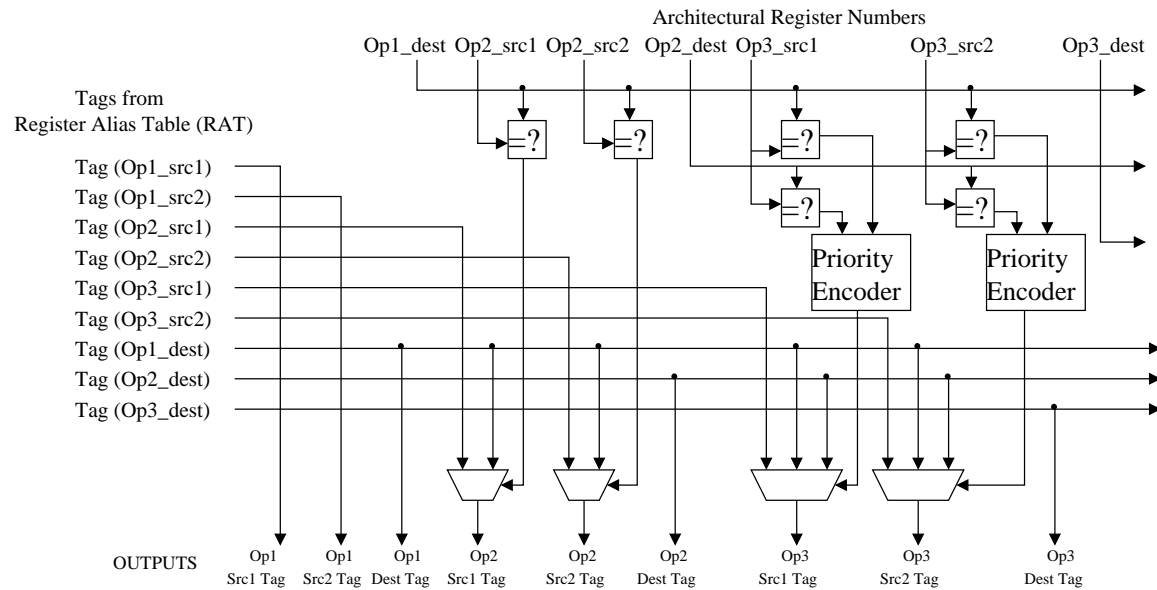 Architectural Register Numbers
Op1_dest Op2_src1 Op2_src2 Op2_dest Op3_src1 Op3_src2 Op3_dest
Tags from
Register Alias Table (RAT)
=? =? =? =?
Tag (Op1_src1)
Tag (Op1_src2)
=? =?
Tag (Op2_src1)
Tag (Op2_src2)
Tag (Op3_src1)
Tag (Op3_src2)
Priority
Encoder
Priority
Encoder
Tag (Op1_dest)
Tag (Op2_dest)
Tag (Op3_dest)
OUTPUTS
Op1
Src1 Tag
Op1
Src2 Tag
Op1
Dest Tag
Op2
Src1 Tag
Op2
Src2 Tag
Op2
Dest Tag
Op3
Src1 Tag
Op3
Src2 Tag
Op3
Dest Tag